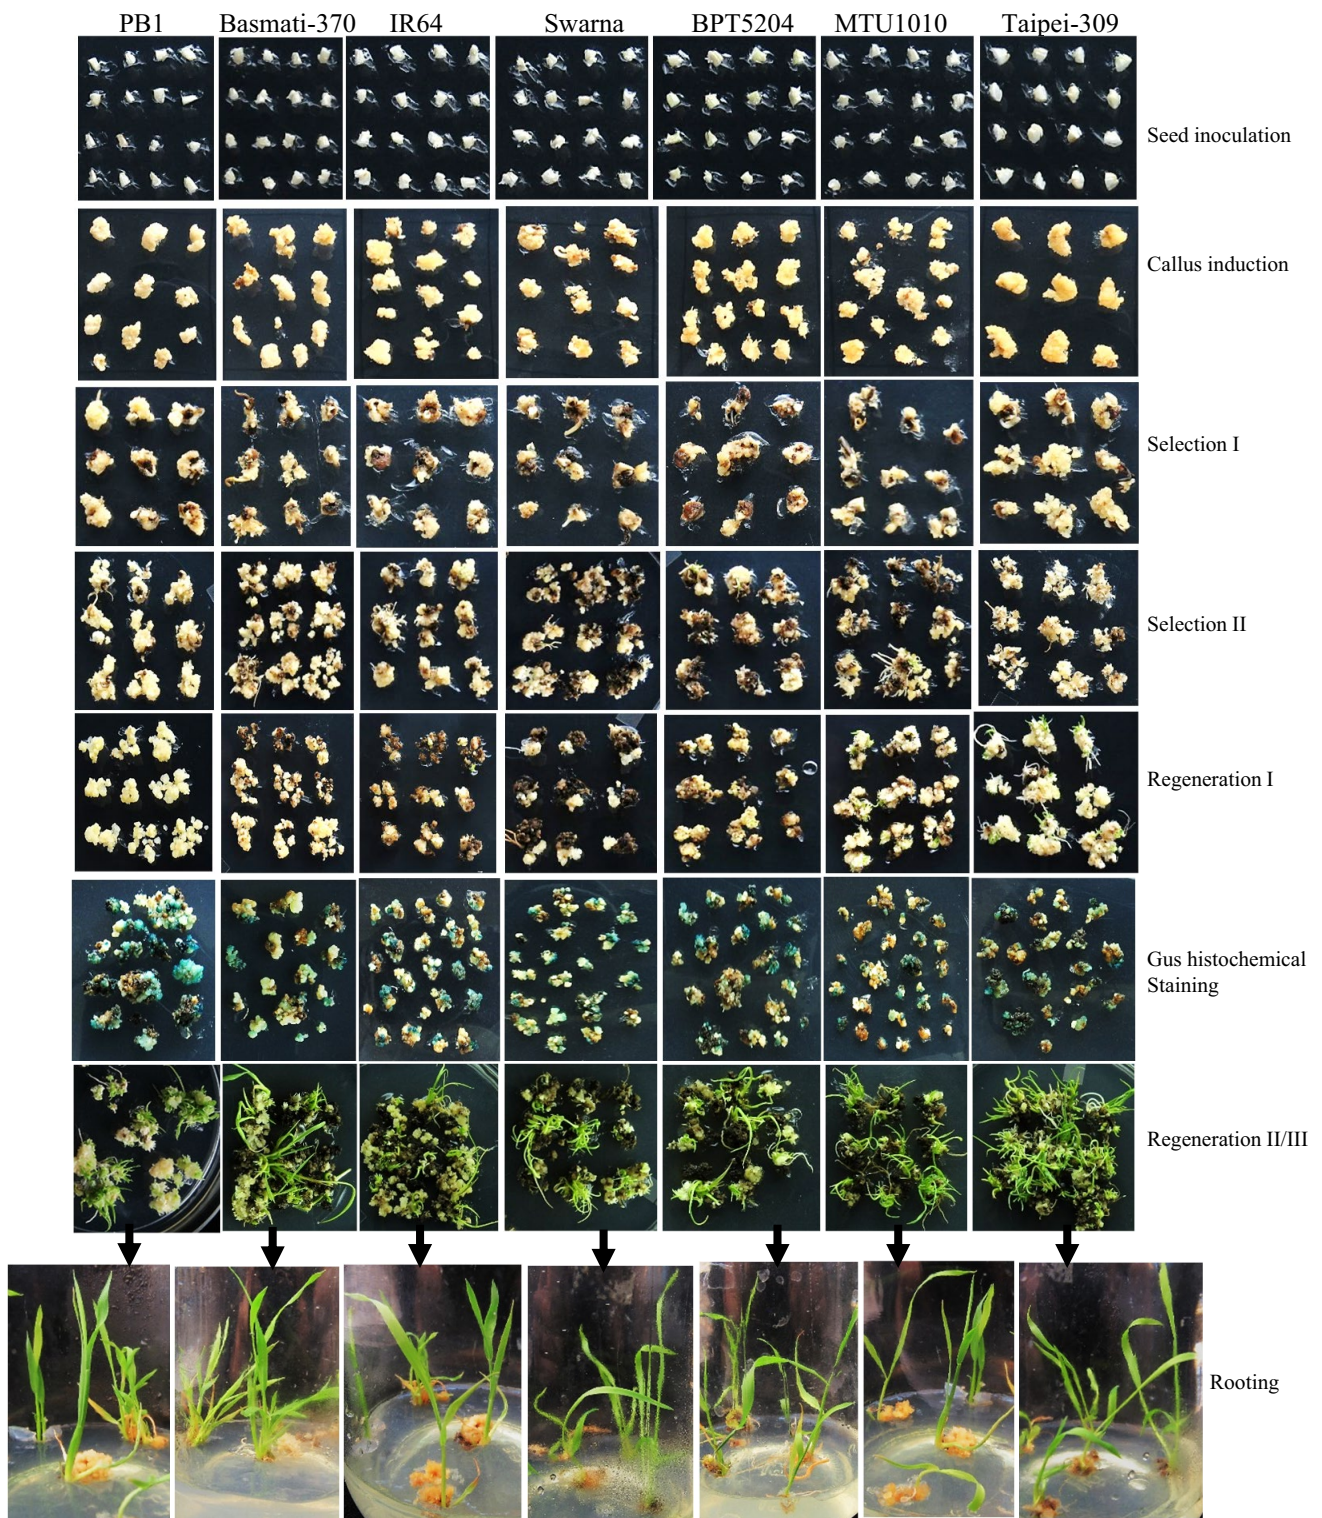 PB1 Basmati-370 IR64 Swarna BPT5204 MTU1010 Taipei-309
Seed inoculation
Callus induction
Selection I
Selection II
Regeneration I
Gus histochemical
Staining
Regeneration II/III
Rooting